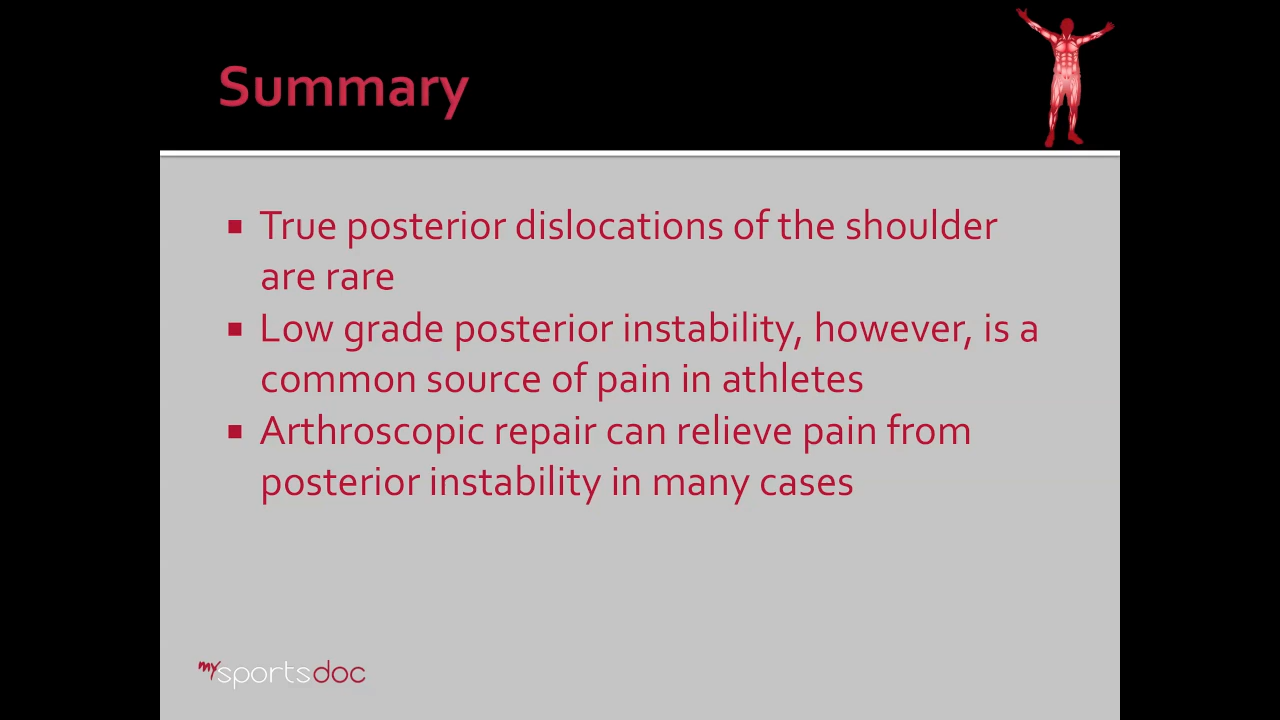 Summary
True posterior dislocations of the shoulder
are rare
Low grade posterior instability, however, is a
common source of pain in athletes
Arthroscopic repair can relieve pain from
posterior instability in many cases
mysportsdoc